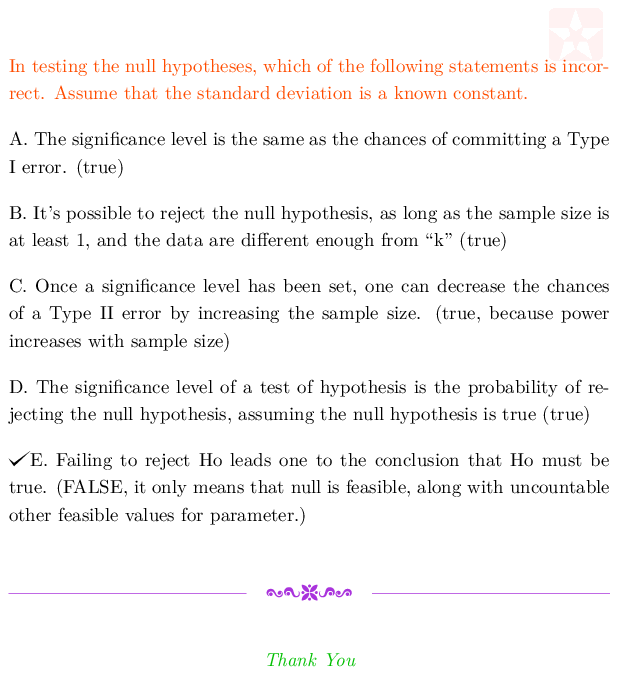 In testing the null hypotheses, which of the following statements is incor-
rect. Assume that the standard deviation is a known constant.
A. The significance level is the same as the chances of committing a Type
I error. (true)
B. It's possible to reject the null hypothesis, as long as the sample size is
at least 1, and the data are different enough from “k” (true)
C. Once a significance level has been set, one can decrease the chances
of a Type II error by increasing the sample size. (true, because power
increases with sample size)
D. The significance level of a test of hypothesis is the probability of re-
jecting the null hypothesis, assuming the null hypothesis is true (true)
✓E. Failing to reject Ho leads one to the conclusion that Ho must be
true. (FALSE, it only means that null is feasible, along with uncountable
other feasible values for parameter.)
Thank You